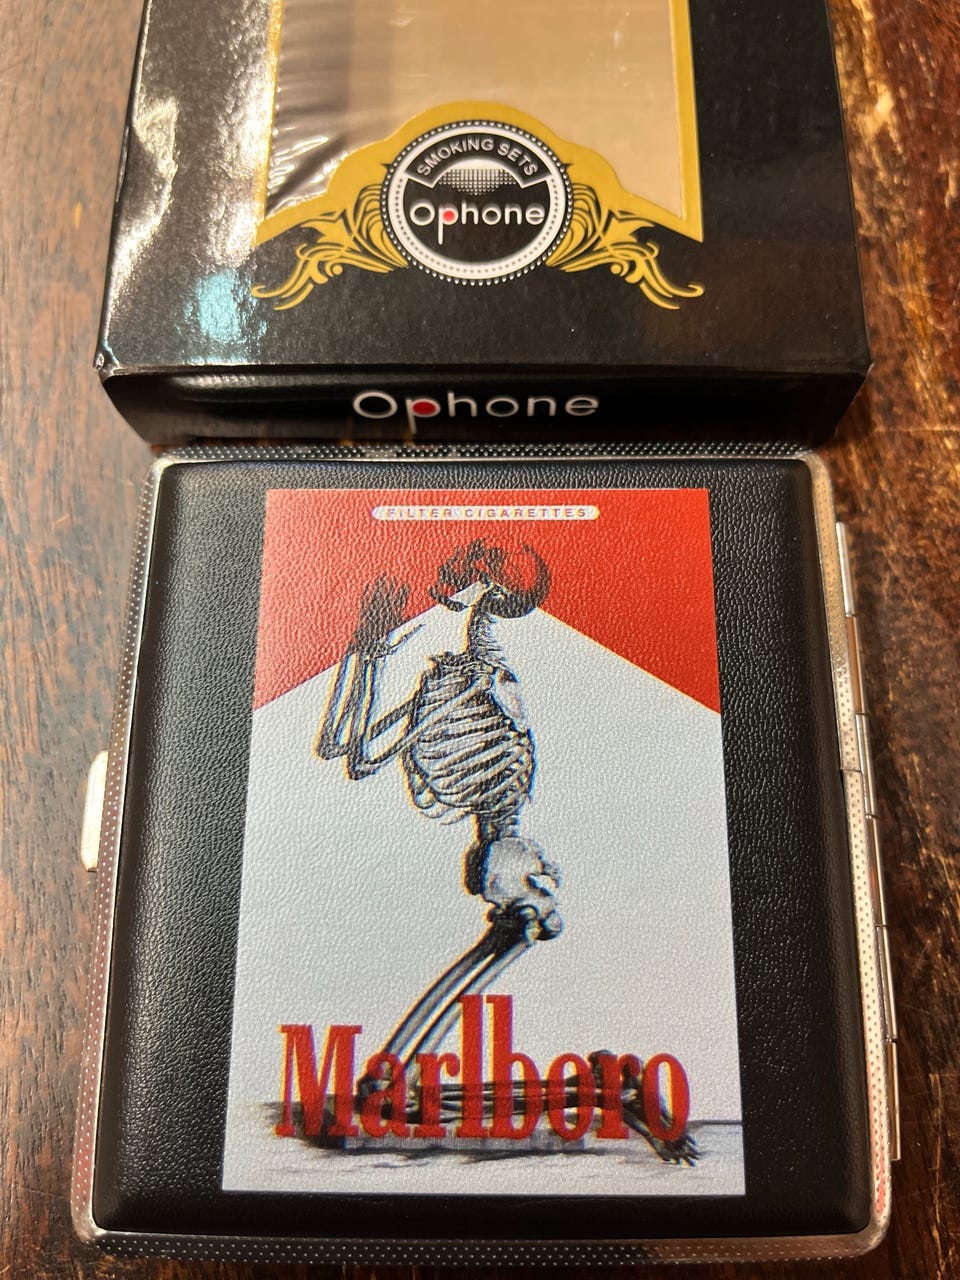 SMOKING SETS
Ophone
Ophone
FILTER CIGARETTES
Marlboro